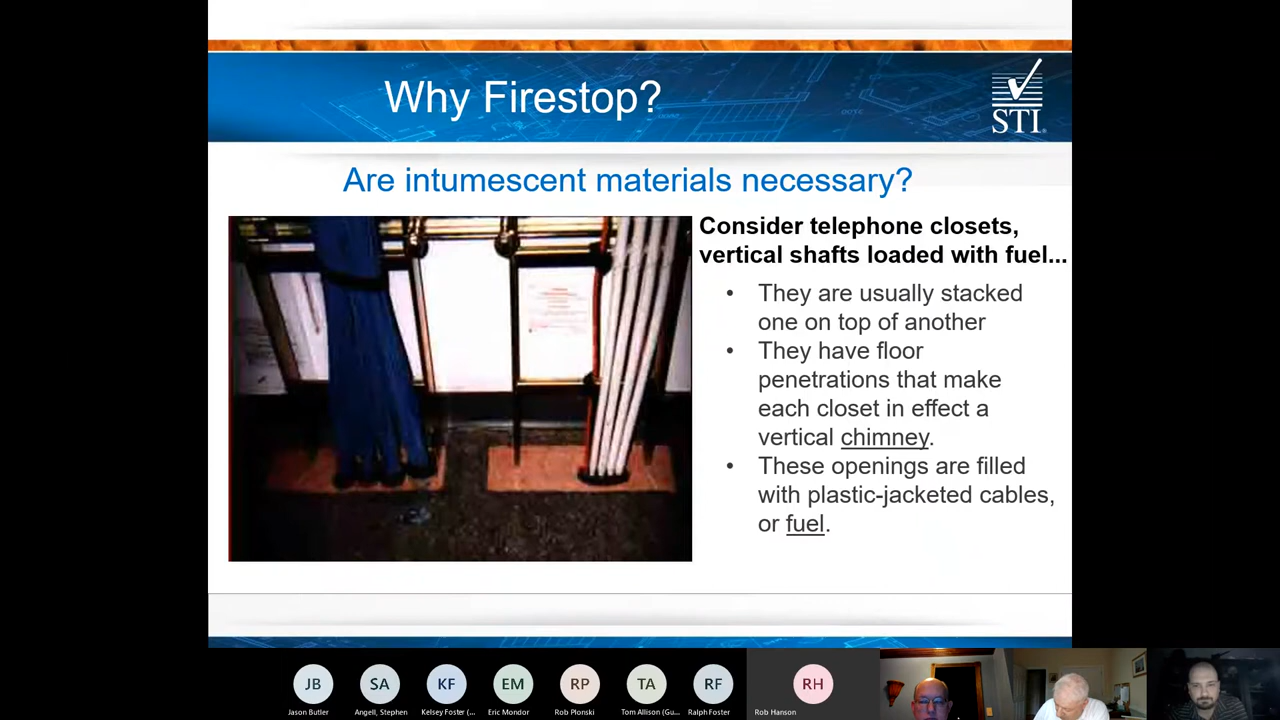 Why Firestop?
STI
Are intumescent materials necessary?
Consider telephone closets,
vertical shafts loaded with fuel...
• They are usually stacked
one on top of another
• They have floor
penetrations that make
each closet in effect a
vertical chimney.
• These openings are filled
with plastic-jacketed cables,
or fuel.
JB
SA
KF
EM
RP
TA
RF
RH
Jason Butler
Angell, Stephen
Kelsey Foster (...
Eric Mondor
Rob Plonski
Tom Allison (Gu...
Ralph Foster
Rob Hanson